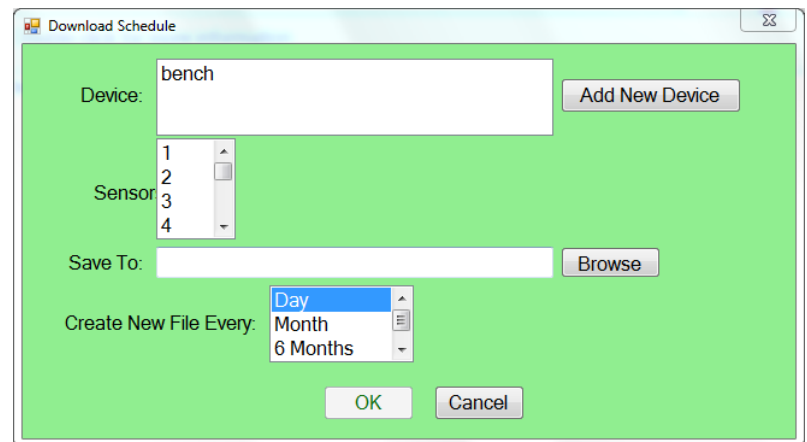 Download Schedule
Device:
bench
Add New Device
Sensor
1
2
3
4
Save To:
Browse
Create New File Every:
Day
Month
6 Months
OK
Cancel